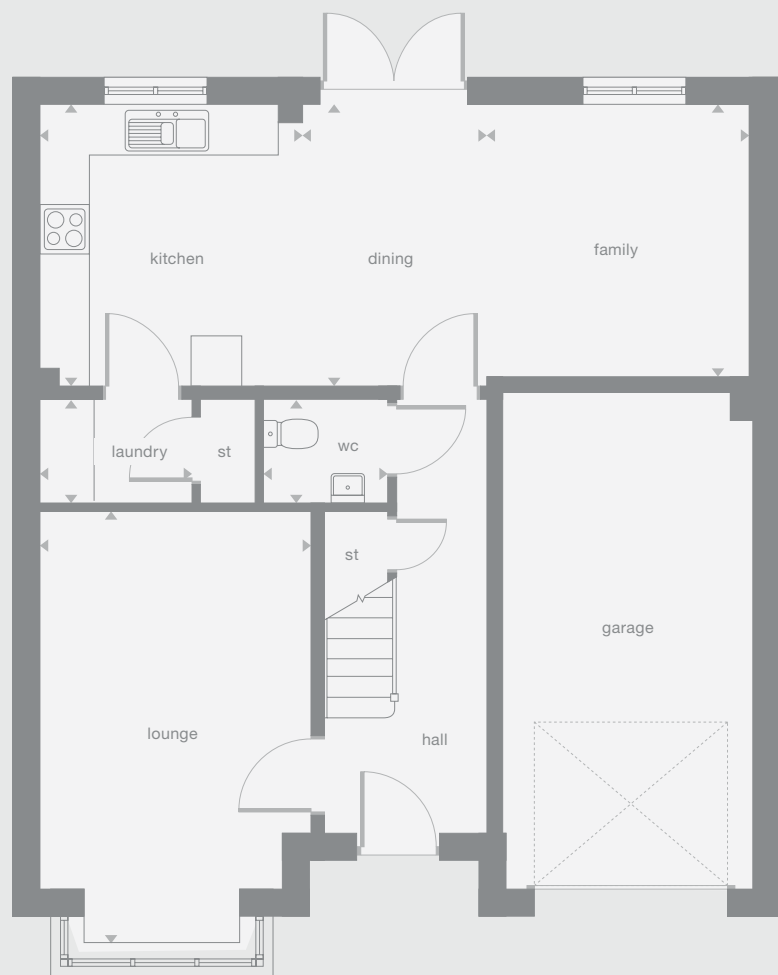 kitchen
dining
family
laundry
st
wc
st
garage
lounge
hall